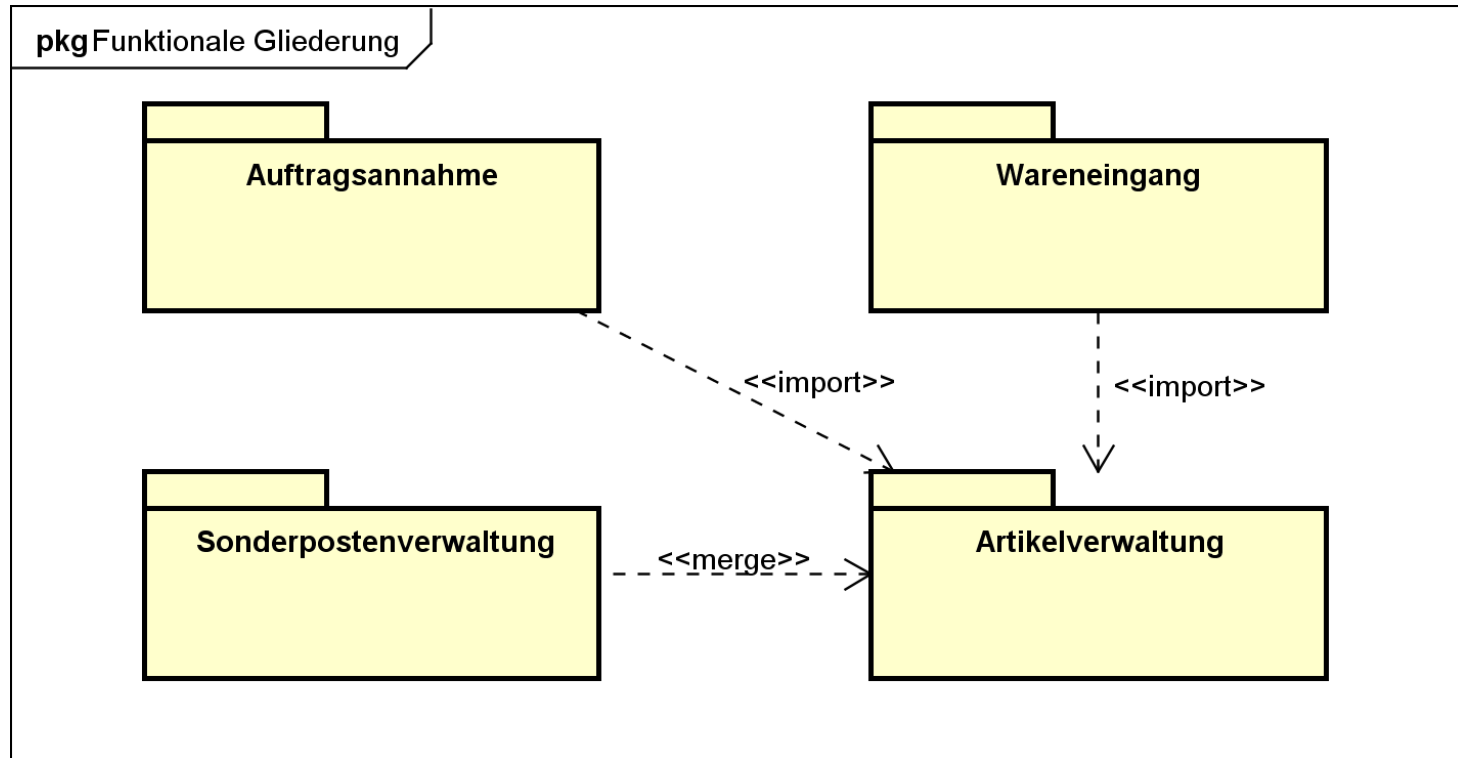 pkg Funktionale Gliederung
Auftragsannahme
Wareneingang
<<import>>
<<import>>
Sonderpostenverwaltung
<<merge>>
Artikelverwaltung